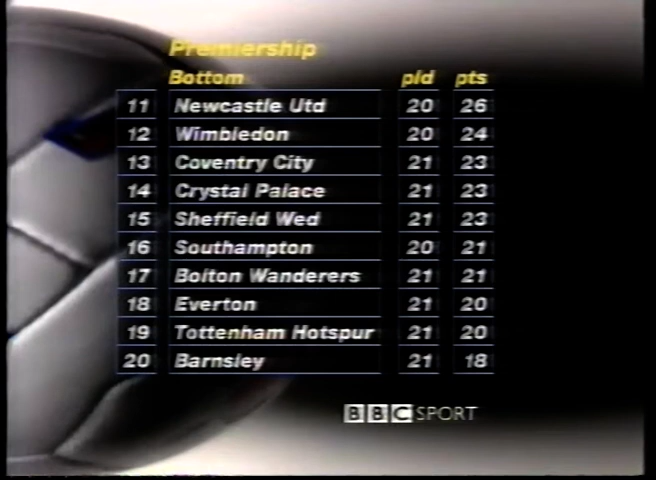 Premiership
Bottom pld pts
11 Newcastle Utd 20 26
12 Wimbledon 20 24
13 Coventry City 21 23
14 Crystal Palace 21 23
15 Sheffield Wed 21 23
16 Southampton 20 21
17 Bolton Wanderers 21 21
18 Everton 21 20
19 Tottenham Hotspur 21 20
20 Barnsley 21 18
BBC SPORT